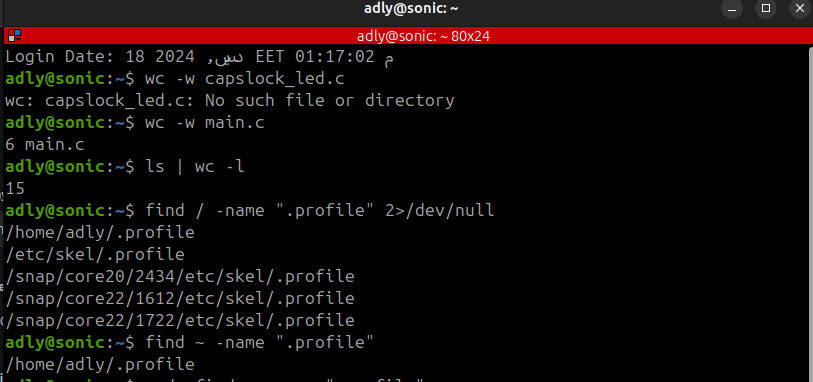 adly@sonic: ~
adly@sonic: ~ 80x24
Login Date: 18 2024 ,دىس EET 01:17:02 م
adly@sonic:~$ wc -w capslock_led.c
wc: capslock_led.c: No such file or directory
adly@sonic:~$ wc -w main.c
6 main.c
adly@sonic:~$ ls | wc -l
15
adly@sonic:~$ find / -name ".profile" 2>/dev/null
/home/adly/.profile
/etc/skel/.profile
/snap/core20/2434/etc/skel/.profile
/snap/core22/1612/etc/skel/.profile
/snap/core22/1722/etc/skel/.profile
adly@sonic:~$ find ~ -name ".profile"
/home/adly/.profile